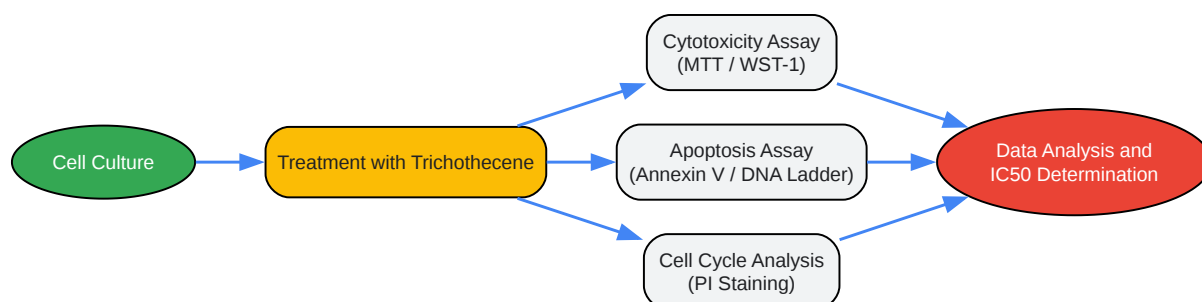 Cell Culture
Treatment with Trichothecene
Cytotoxicity Assay
(MTT / WST-1)
Apoptosis Assay
(Annexin V / DNA Ladder)
Cell Cycle Analysis
(PI Staining)
Data Analysis and
IC50 Determination